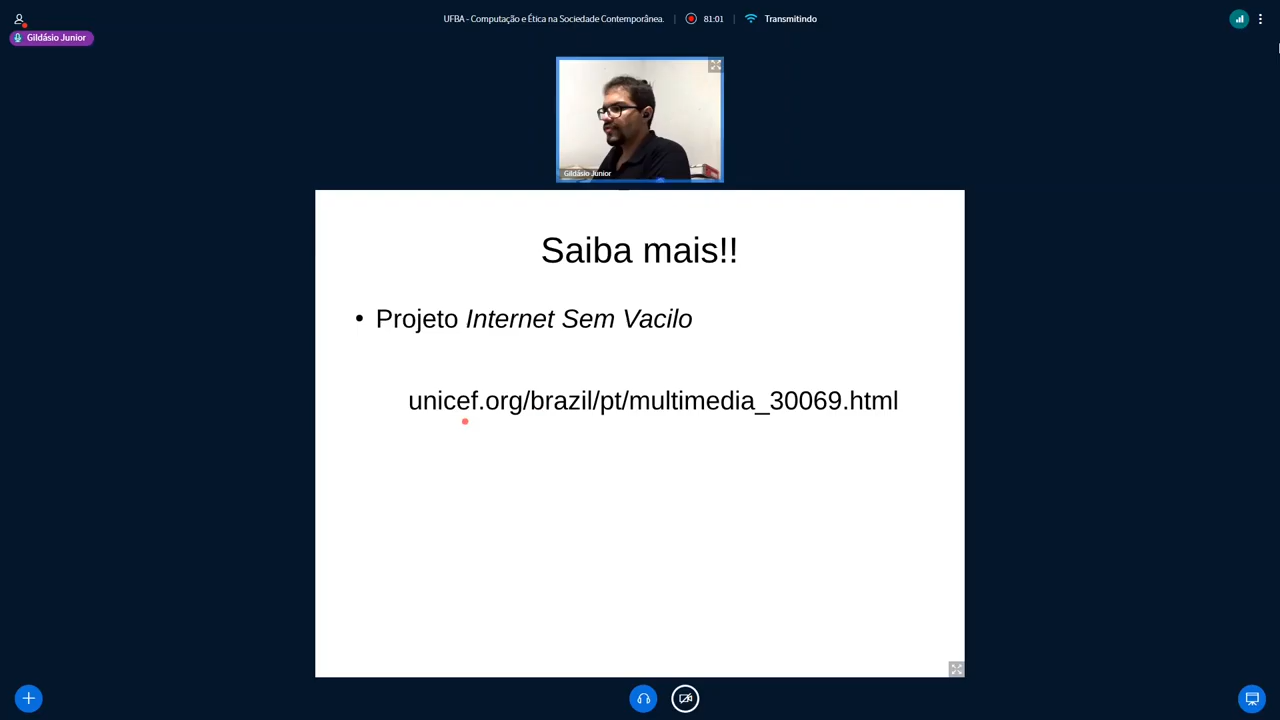 UFBA - Computação e Ética na Sociedade Contemporânea.
81:01
Transmitindo
Gildásio Junior
Gildásio Junior
Saiba mais!!
• Projeto Internet Sem Vacilo
unicef.org/brazil/pt/multimedia_30069.html